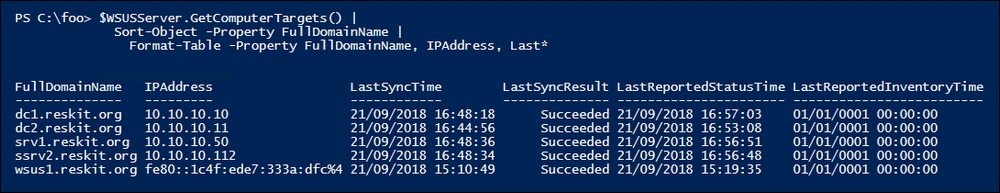 PS C:\foo> $WSUSServer.GetComputerTargets() |
Sort-Object -Property FullDomainName |
Format-Table -Property FullDomainName, IPAddress, Last*
FullDomainName IPAddress LastSyncTime LastSyncResult LastReportedStatusTime LastReportedInventoryTime
-------------- --------- ------------ -------------- ---------------------- -------------------------
dc1.reskit.org 10.10.10.10 21/09/2018 16:48:18 Succeeded 21/09/2018 16:57:03 01/01/0001 00:00:00
dc2.reskit.org 10.10.10.11 21/09/2018 16:44:56 Succeeded 21/09/2018 16:53:08 01/01/0001 00:00:00
srv1.reskit.org 10.10.10.50 21/09/2018 16:48:36 Succeeded 21/09/2018 16:56:51 01/01/0001 00:00:00
ssrv2.reskit.org 10.10.10.112 21/09/2018 16:48:34 Succeeded 21/09/2018 16:56:48 01/01/0001 00:00:00
wsus1.reskit.org fe80::1c4f:ede7:333a:dfc%4 21/09/2018 15:10:49 Succeeded 21/09/2018 15:19:35 01/01/0001 00:00:00